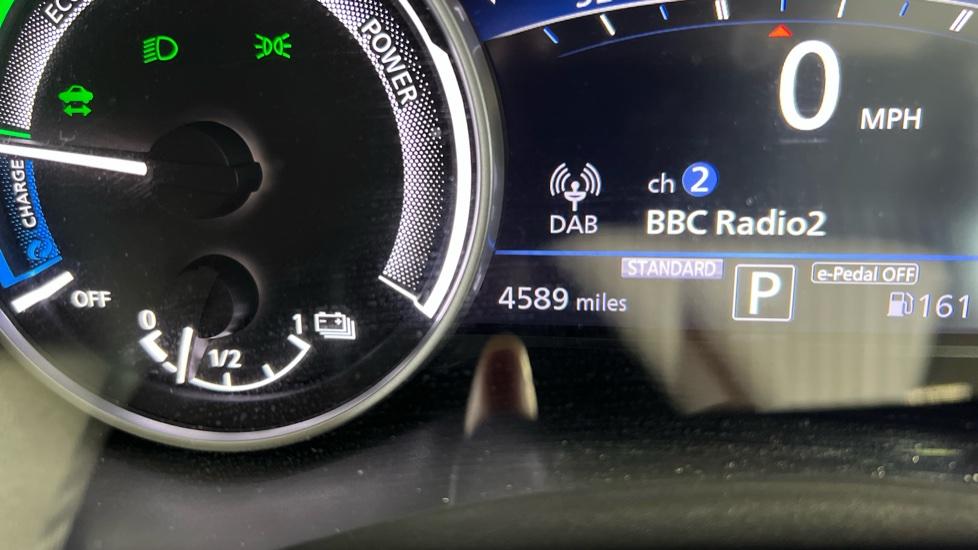 POWER
CHARGE
OFF
0 1/2 1
0 MPH
ch 2
DAB BBC Radio2
STANDARD
4589 miles
P
e-Pedal OFF
161